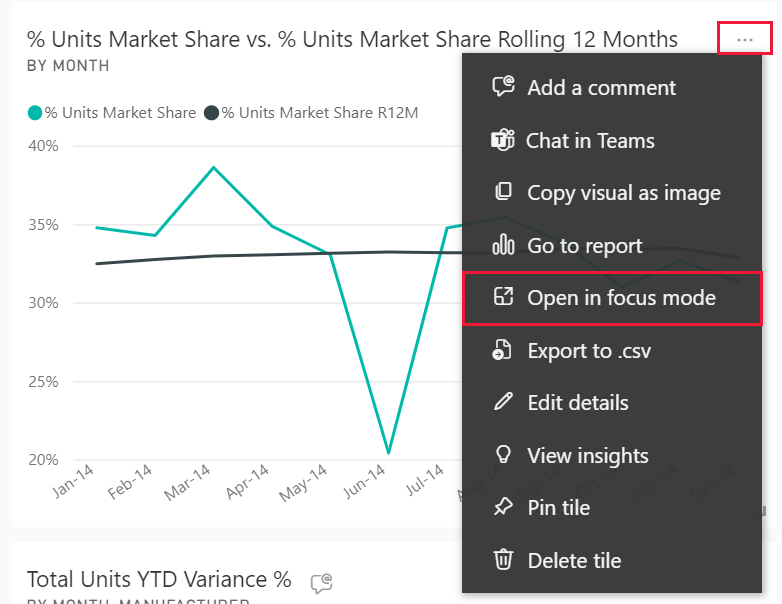 % Units Market Share vs. % Units Market Share Rolling 12 Months
BY MONTH
...
% Units Market Share % Units Market Share R12M
40%
35%
30%
25%
20%
Jan-14 Feb-14 Mar-14 Apr-14 May-14 Jun-14 Jul-14 Aug-14 Sep-14 Oct-14 Nov-14 Dec-14
Add a comment
Chat in Teams
Copy visual as image
Go to report
Open in focus mode
Export to .csv
Edit details
View insights
Pin tile
Delete tile
Total Units YTD Variance %
BY MONTH, MANUFACTURER